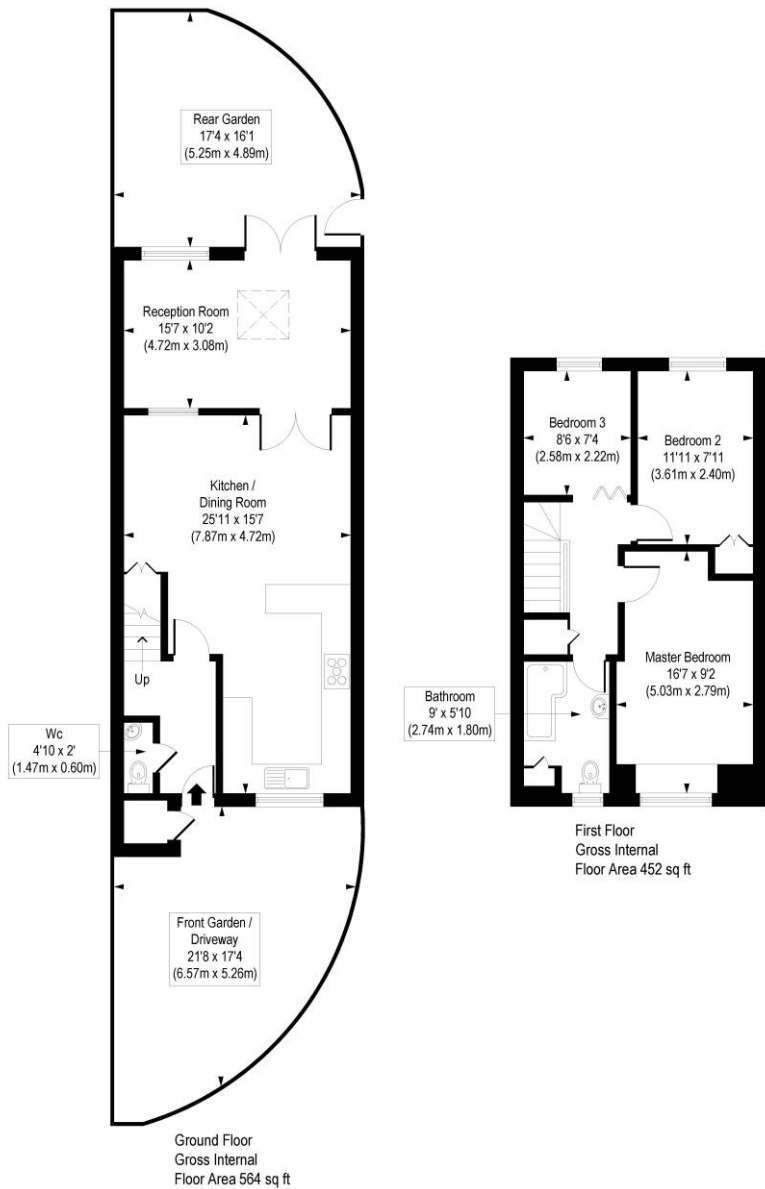 Rear Garden
17'4 x 16'1
(5.25m x 4.89m)
Reception Room
15'7 x 10'2
(4.72m x 3.08m)
Kitchen /
Dining Room
25'11 x 15'7
(7.87m x 4.72m)
Up
Wc
4'10 x 2'
(1.47m x 0.60m)
Front Garden /
Driveway
21'8 x 17'4
(6.57m x 5.26m)
Ground Floor
Gross Internal
Floor Area 564 sq ft
Bedroom 3
8'6 x 7'4
(2.58m x 2.22m)
Bedroom 2
11'11 x 7'11
(3.61m x 2.40m)
Master Bedroom
16'7 x 9'2
(5.03m x 2.79m)
Bathroom
9' x 5'10
(2.74m x 1.80m)
First Floor
Gross Internal
Floor Area 452 sq ft